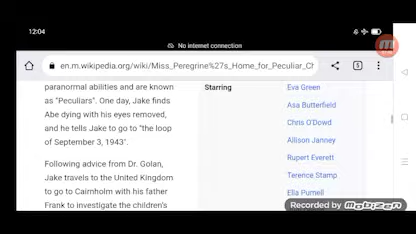 12:04
No internet connection
en.m.wikipedia.org/wiki/Miss_Peregrine%27s_Home_for_Peculiar_Ch
5
paranormal abilities and are known
as "Peculiars". One day, Jake finds
Abe dying with his eyes removed,
and he tells Jake to go to "the loop
of September 3, 1943".
Following advice from Dr. Golan,
Jake travels to the United Kingdom
to go to Cairnholm with his father
Frank to investigate the children's
Starring
Eva Green
Asa Butterfield
Chris O'Dowd
Allison Janney
Rupert Everett
Terence Stamp
Ella Purnell
Recorded by MOBIZEN